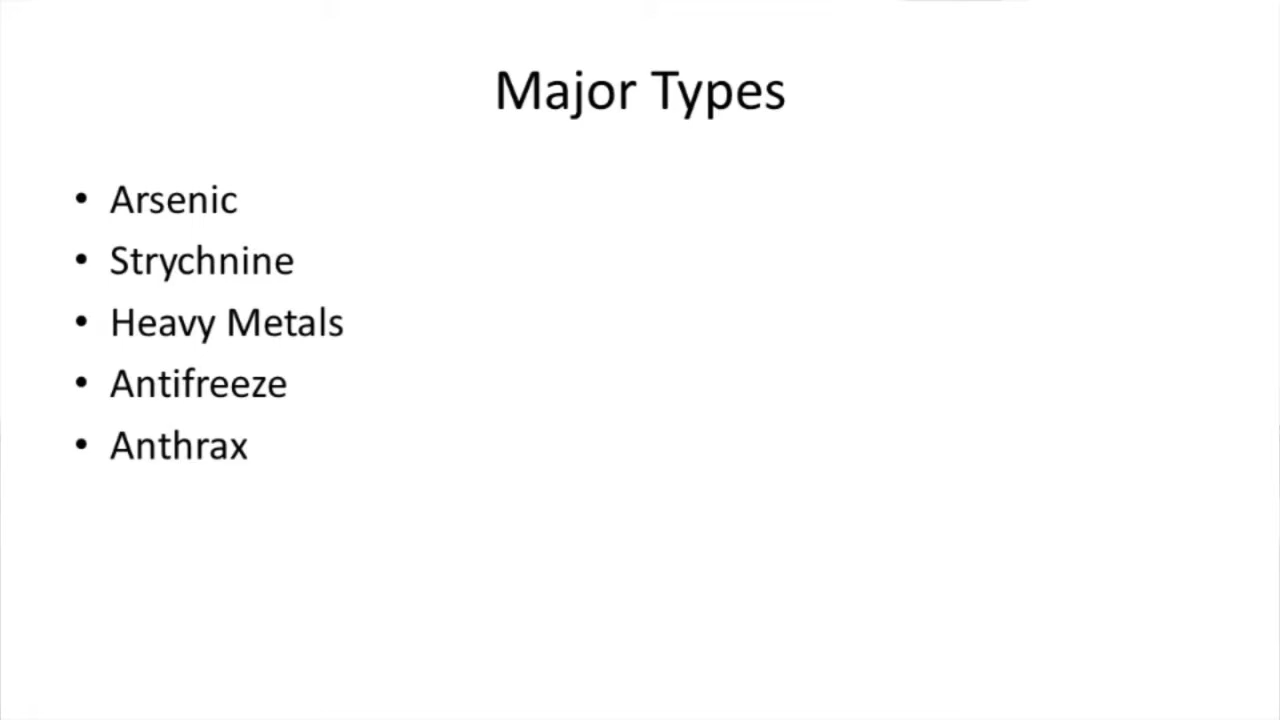 Major Types
• Arsenic
• Strychnine
• Heavy Metals
• Antifreeze
• Anthrax